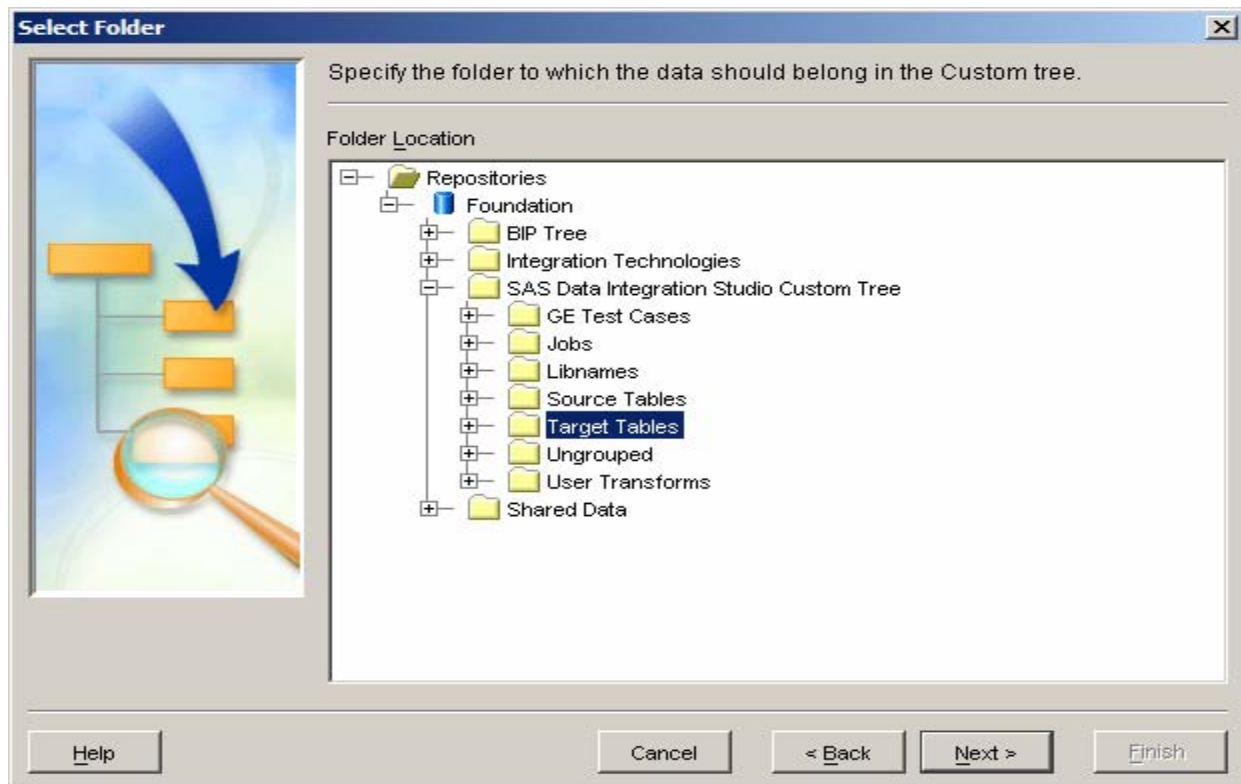 Select Folder
Specify the folder to which the data should belong in the Custom tree.
Folder Location
Repositories
Foundation
BIP Tree
Integration Technologies
SAS Data Integration Studio Custom Tree
GE Test Cases
Jobs
Libnames
Source Tables
Target Tables
Ungrouped
User Transforms
Shared Data
Help Cancel < Back Next > Finish